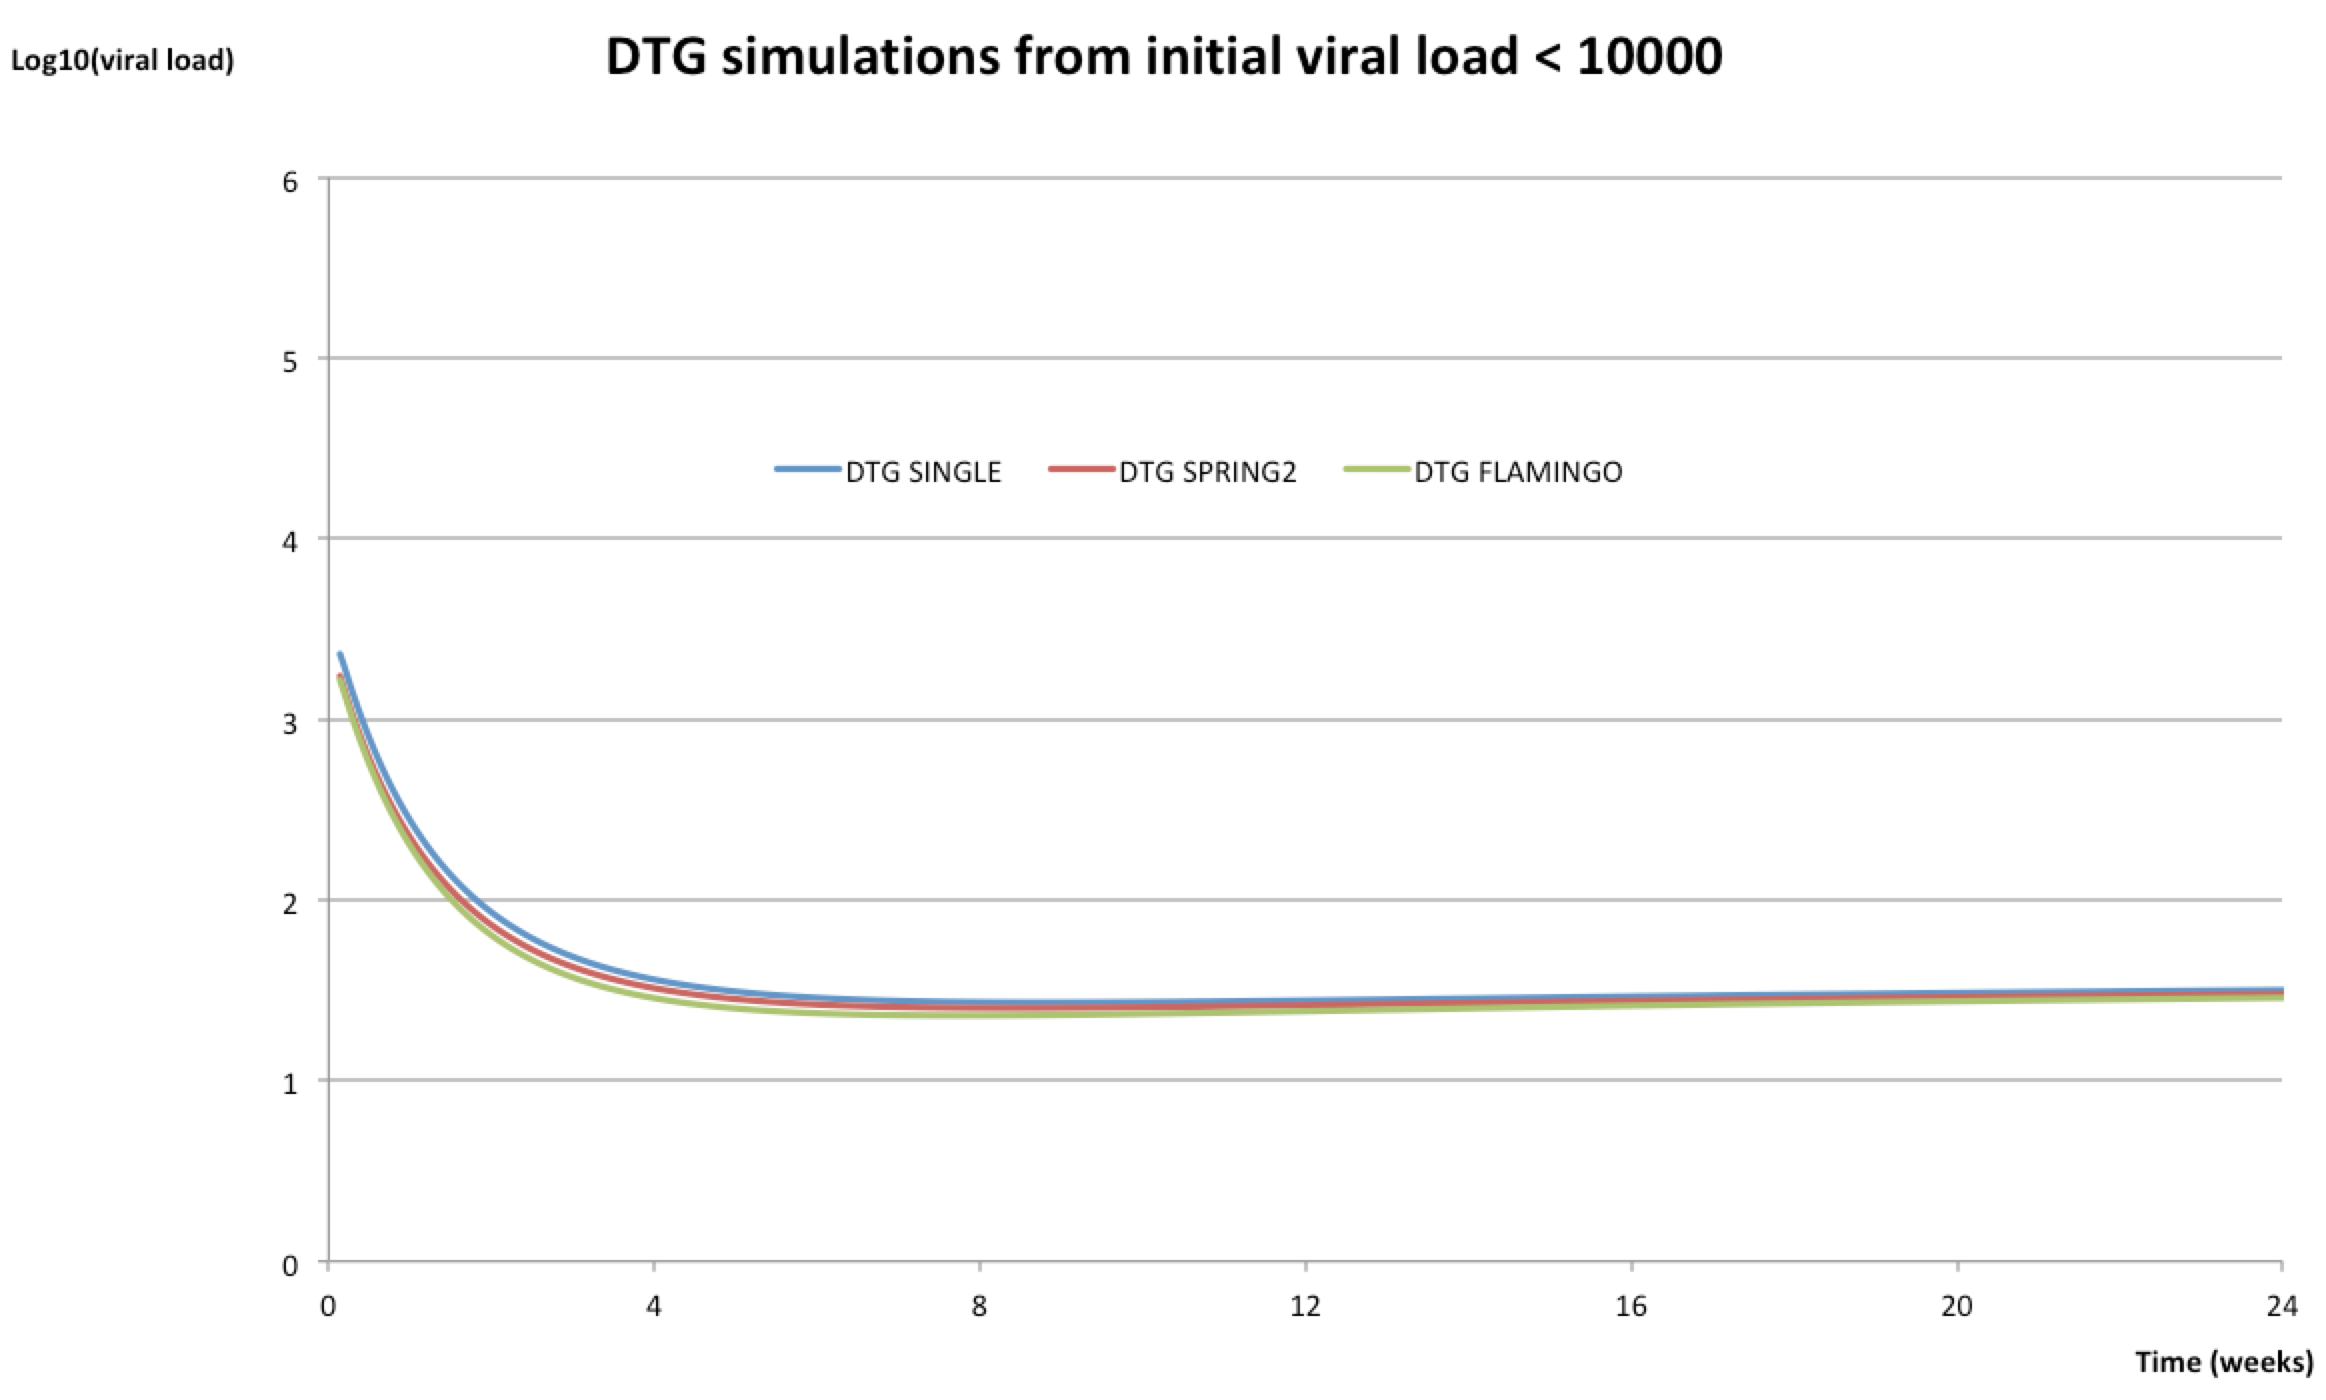 DTG simulations from initial viral load < 10000
Log10(viral load)
6
5
DTG SINGLE DTG SPRING2 DTG FLAMINGO
4
3
2
1
0
0 4 8 12 16 20 24
Time (weeks)